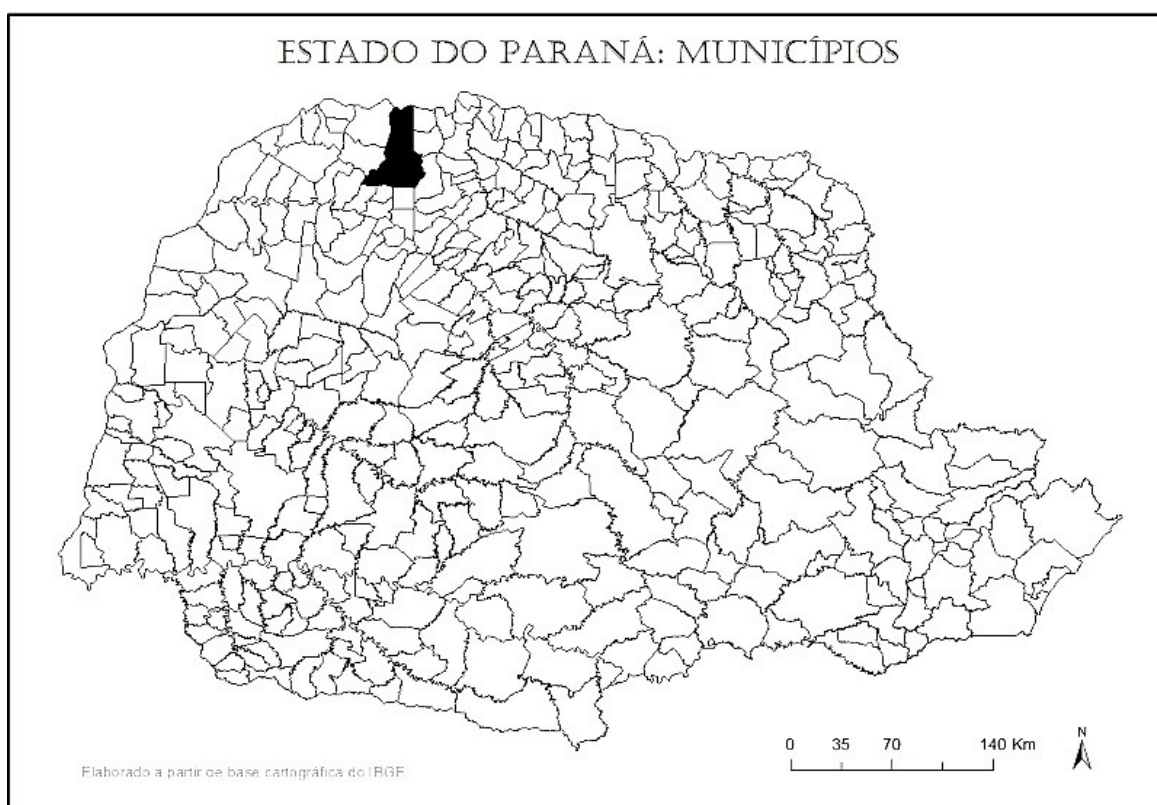 ESTADO DO PARANÁ: MUNICÍPIOS
N
0 35 70 140 Km
Elaborado a partir de base cartográfica do IBGE